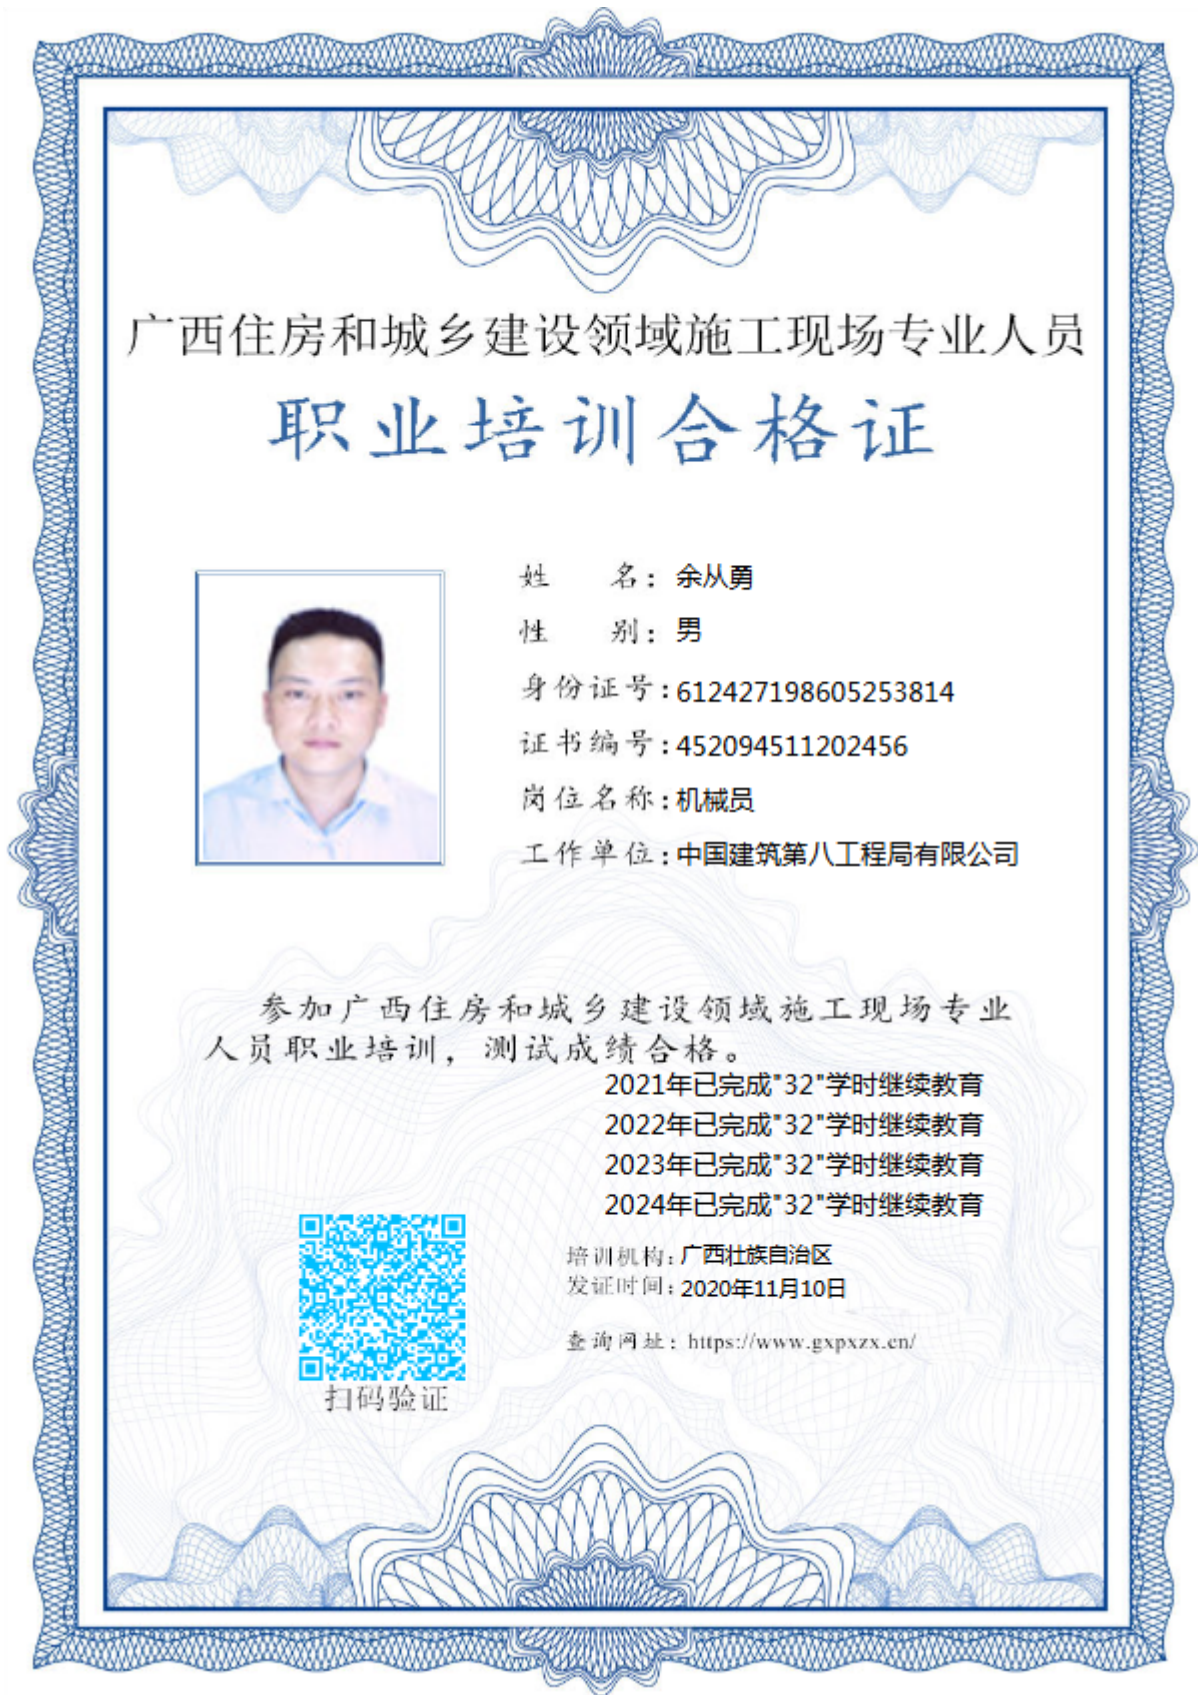 广西住房和城乡建设领域施工现场专业人员
职业培训合格证
姓 名：余从勇
性 别：男
身份证号：612427198605253814
证书编号：452094511202456
岗位名称：机械员
工作单位：中国建筑第八工程局有限公司
参加广西住房和城乡建设领域施工现场专业
人员职业培训，测试成绩合格。
2021年已完成"32"学时继续教育
2022年已完成"32"学时继续教育
2023年已完成"32"学时继续教育
2024年已完成"32"学时继续教育
培训机构：广西壮族自治区
发证时间：2020年11月10日
查询网址：https://www.gxpxzx.cn/
扫码验证